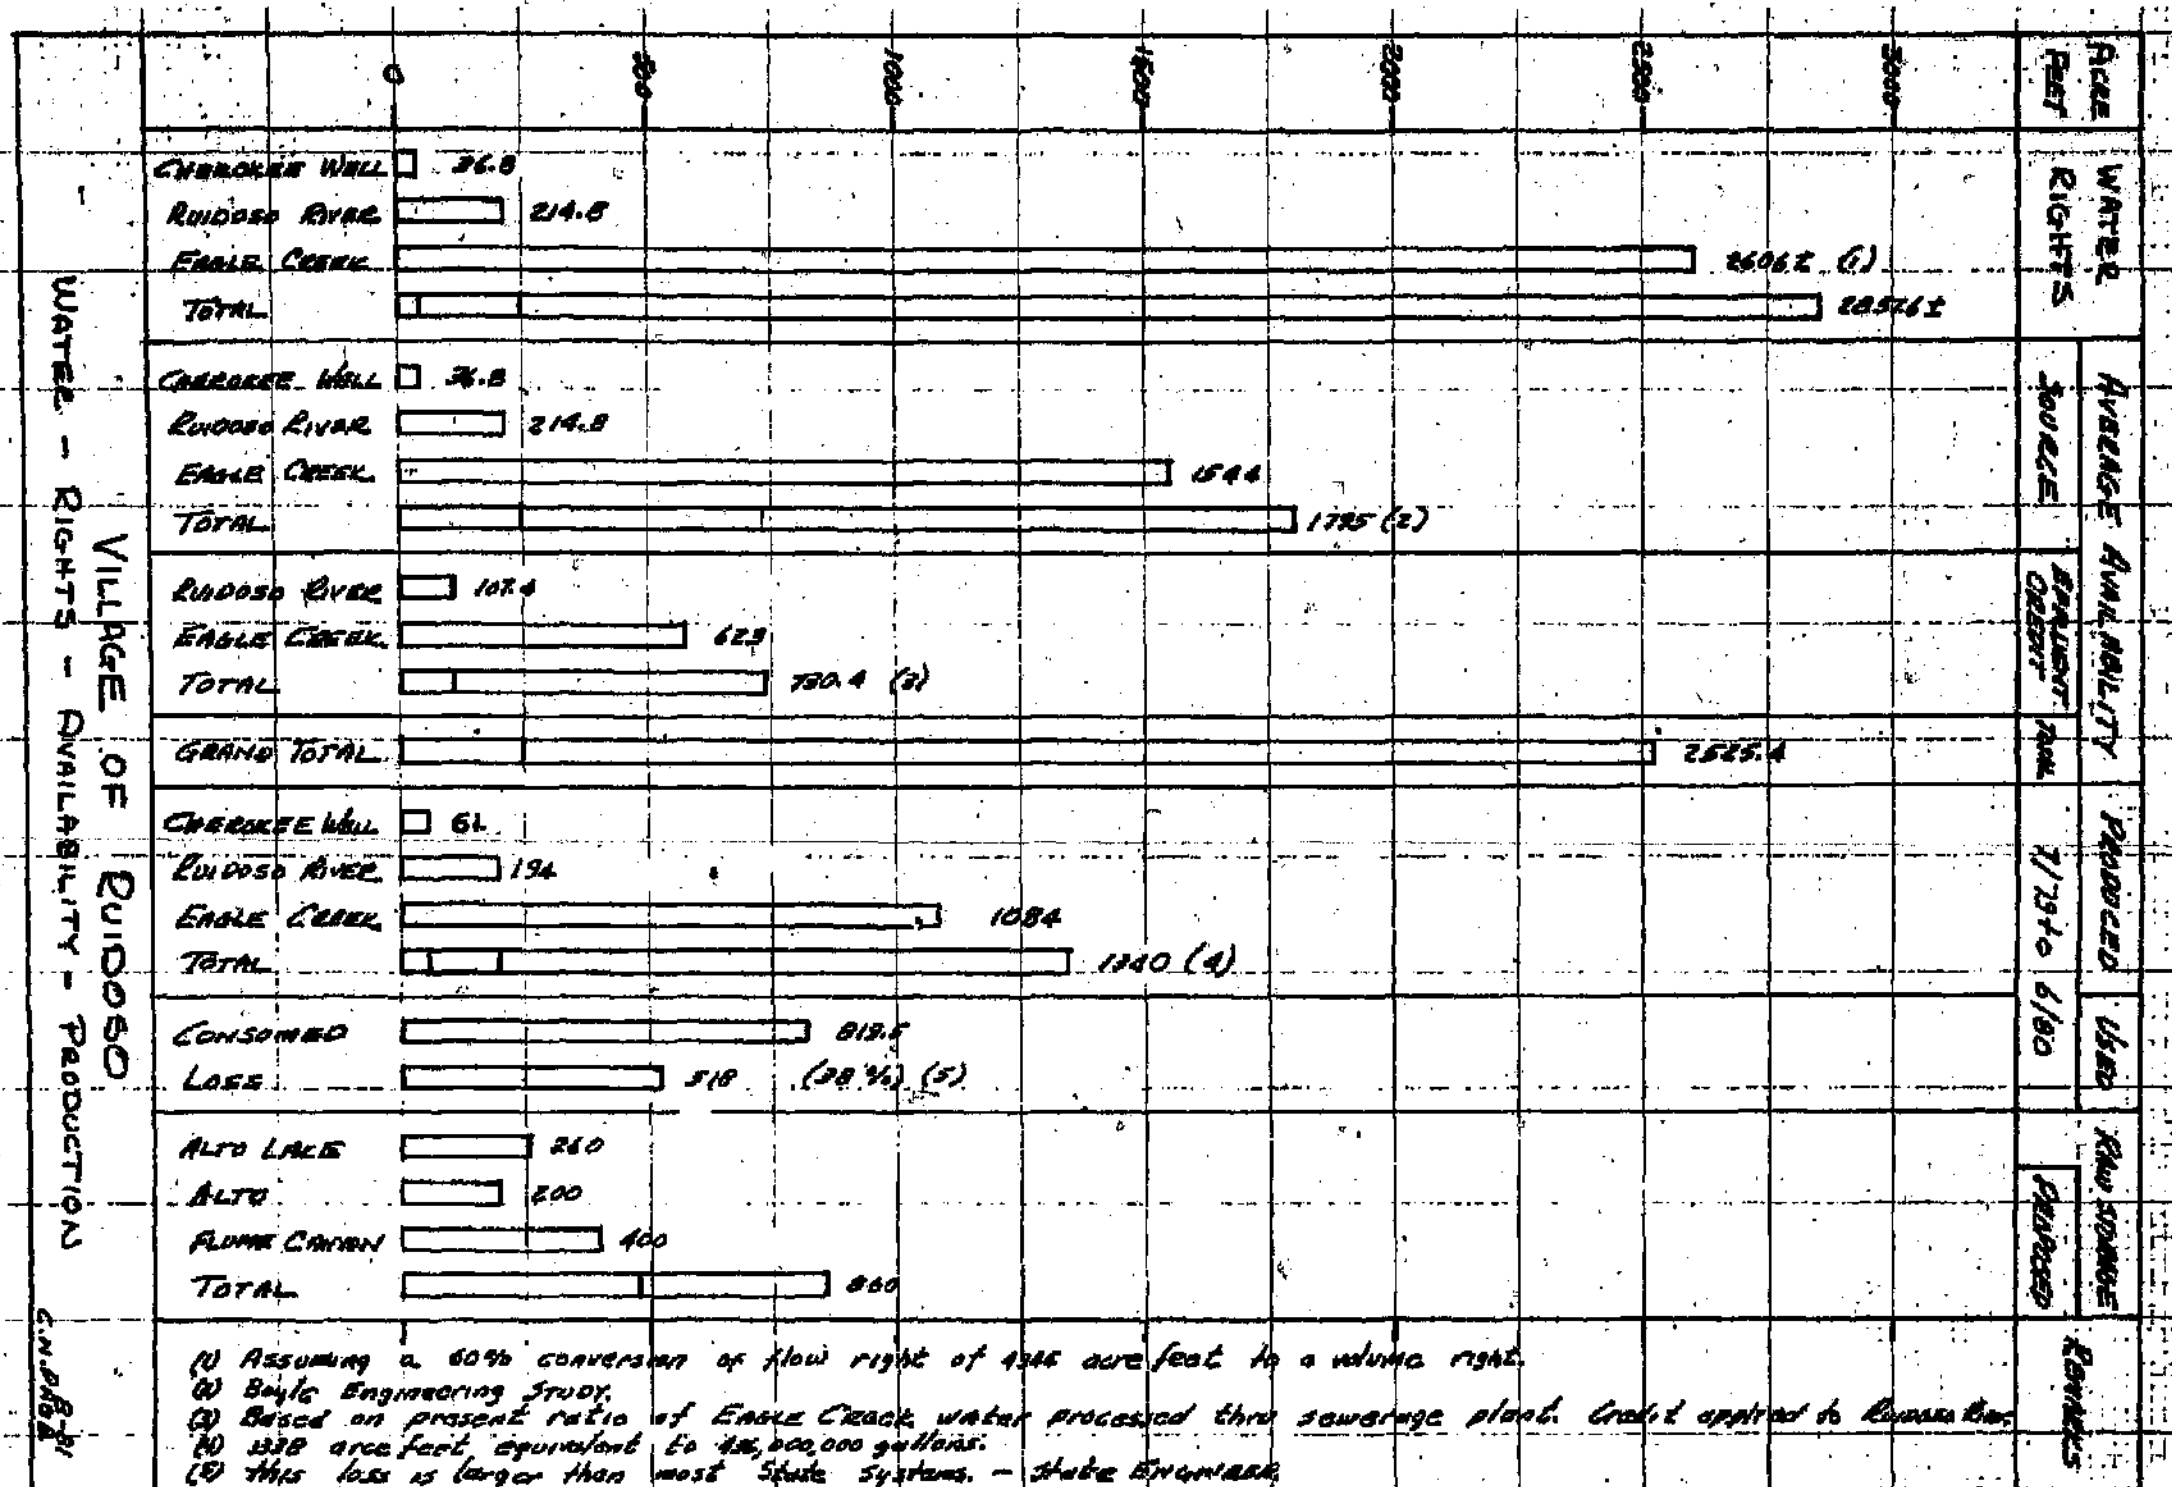 0 500 1000 1500 2000 2500 3000 ACRE FEET
WATER RIGHTS
CHEROKEE WELL 36.8
RUIDOSO RIVER 214.8
EAGLE CREEK 2606± (1)
TOTAL 2857.6±
AVERAGE AVAILABILITY
SOURCE
CHEROKEE WELL 36.8
RUIDOSO RIVER 214.8
EAGLE CREEK 1544
TOTAL 1795 (2)
EFFLUENT CREDIT
RUIDOSO RIVER 107.4
EAGLE CREEK 623
TOTAL 730.4 (3)
TOTAL
GRAND TOTAL 2525.4
PRODUCED
7/79 to 6/80
CHEROKEE WELL 61
RUIDOSO RIVER 194
EAGLE CREEK 1084
TOTAL 1340 (4)
USED
CONSUMED 819.5
LOSS 518 (38%) (5)
RAW STORAGE
PROPOSED
ALTO LAKE 260
ALTO 200
FLUME CANYON 400
TOTAL 860
REMARKS
(1) Assuming a 60% conversion of flow right of 4344 acre feet to a volume right.
(2) Boyle Engineering STUDY.
(3) Based on present ratio of EAGLE Creek water processed thru sewerage plant. Credit applied to Ruidoso River
(4) 1338 acre feet equivalent to 436,000,000 gallons.
(5) this loss is larger than most State systems. - State ENGINEER
VILLAGE OF RUIDOSO
WATER - RIGHTS - AVAILABILITY - PRODUCTION
8-81